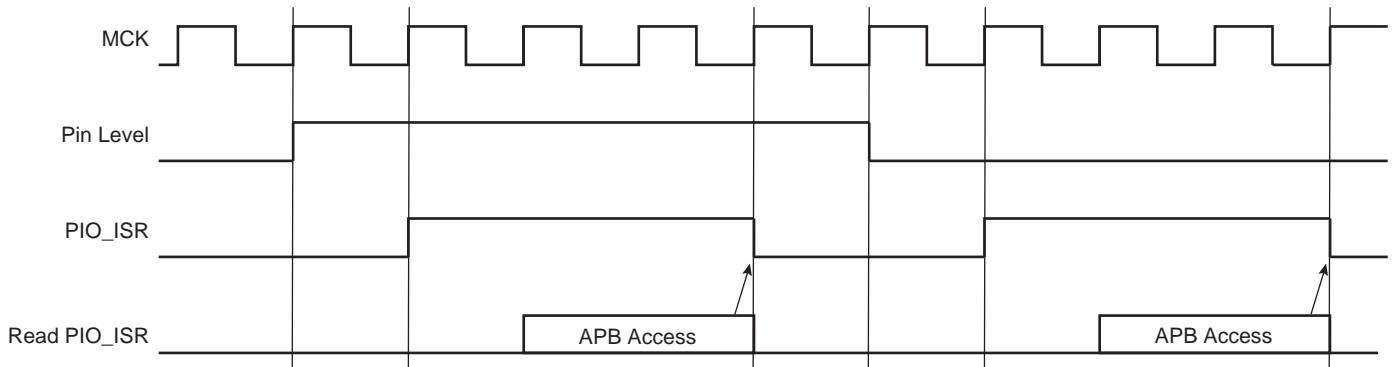 MCK
Pin Level
PIO_ISR
Read PIO_ISR
APB Access
APB Access